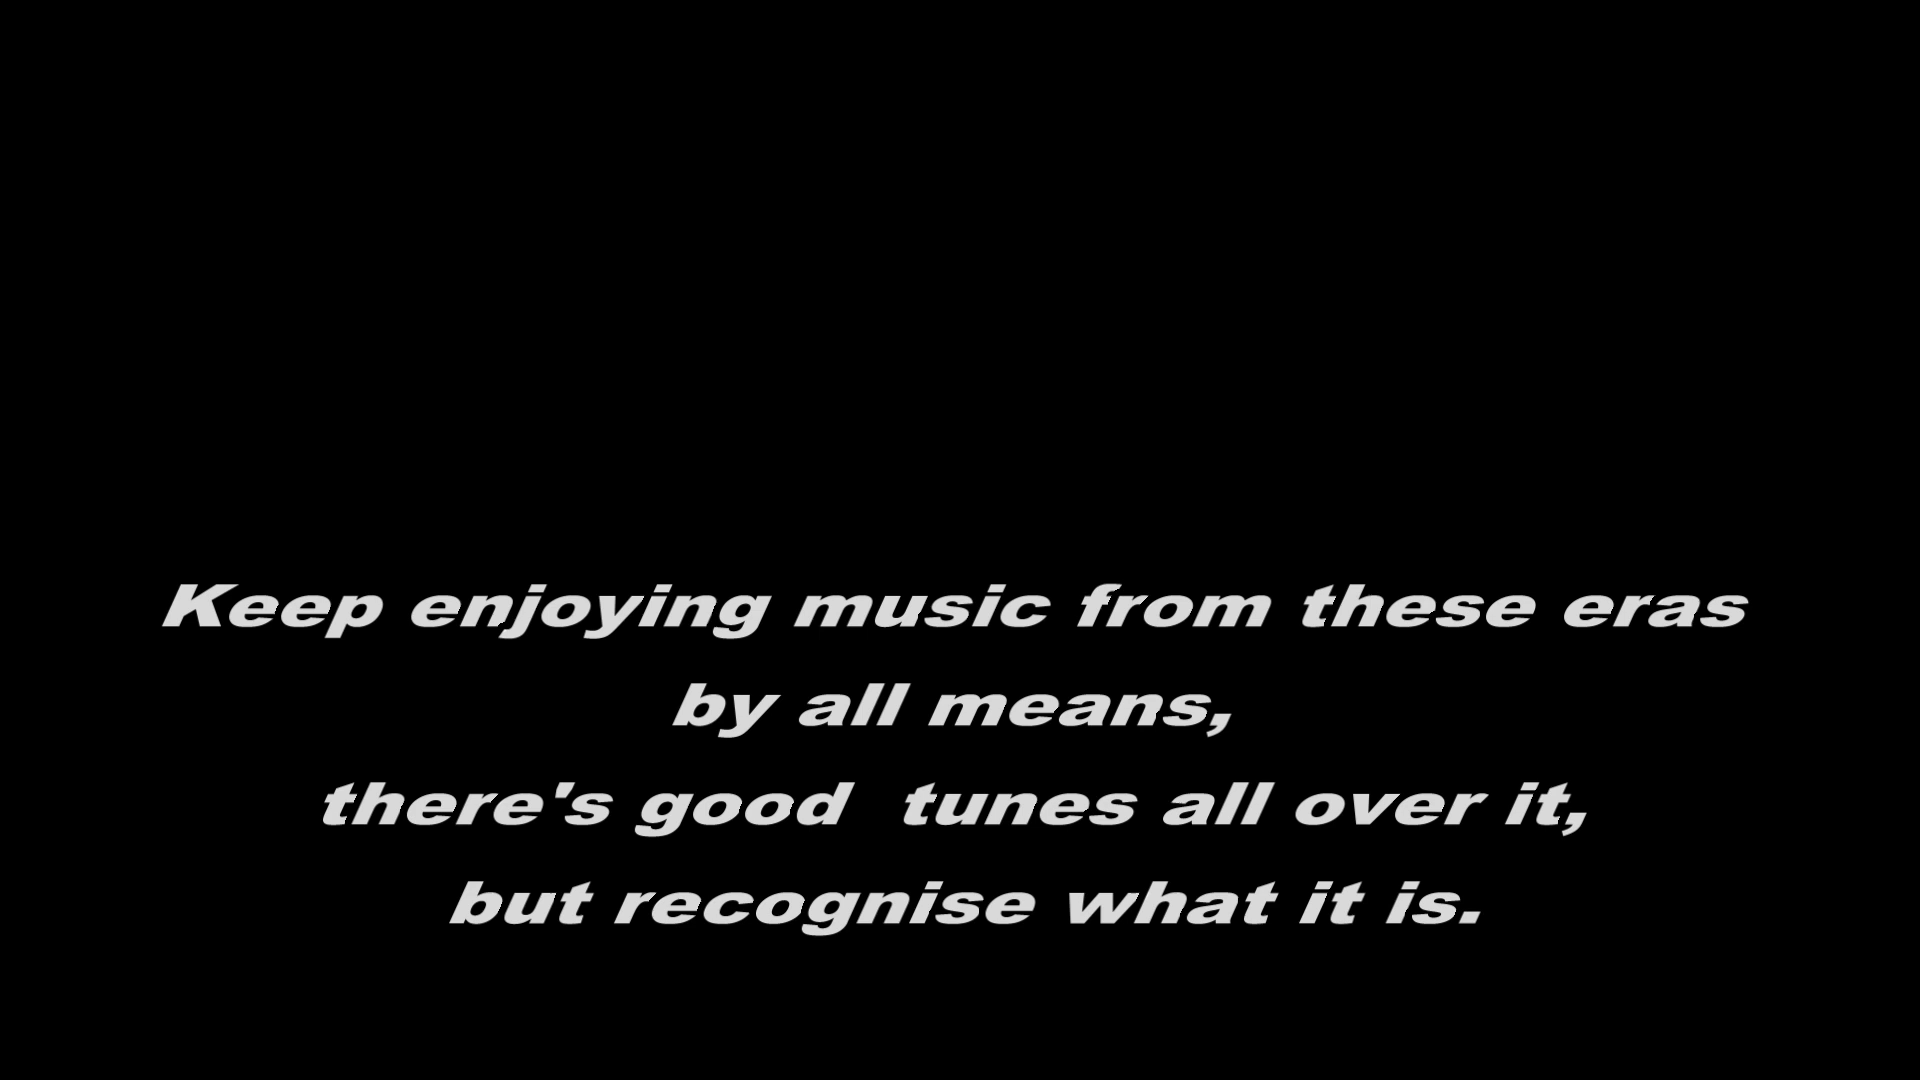 Keep enjoying music from these eras
by all means,
there's good  tunes all over it,
but recognise what it is.